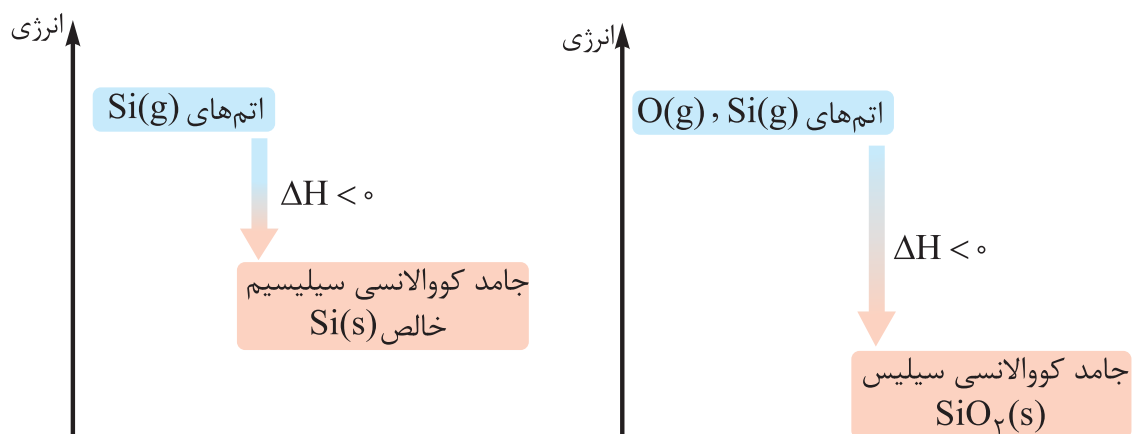 انرژی
اتم‌های Si(g)
ΔH < ۰
جامد کووالانسی سیلیسیم
خالص Si(s)
انرژی
اتم‌های O(g) ، Si(g)
ΔH < ۰
جامد کووالانسی سیلیس
SiO₂(s)